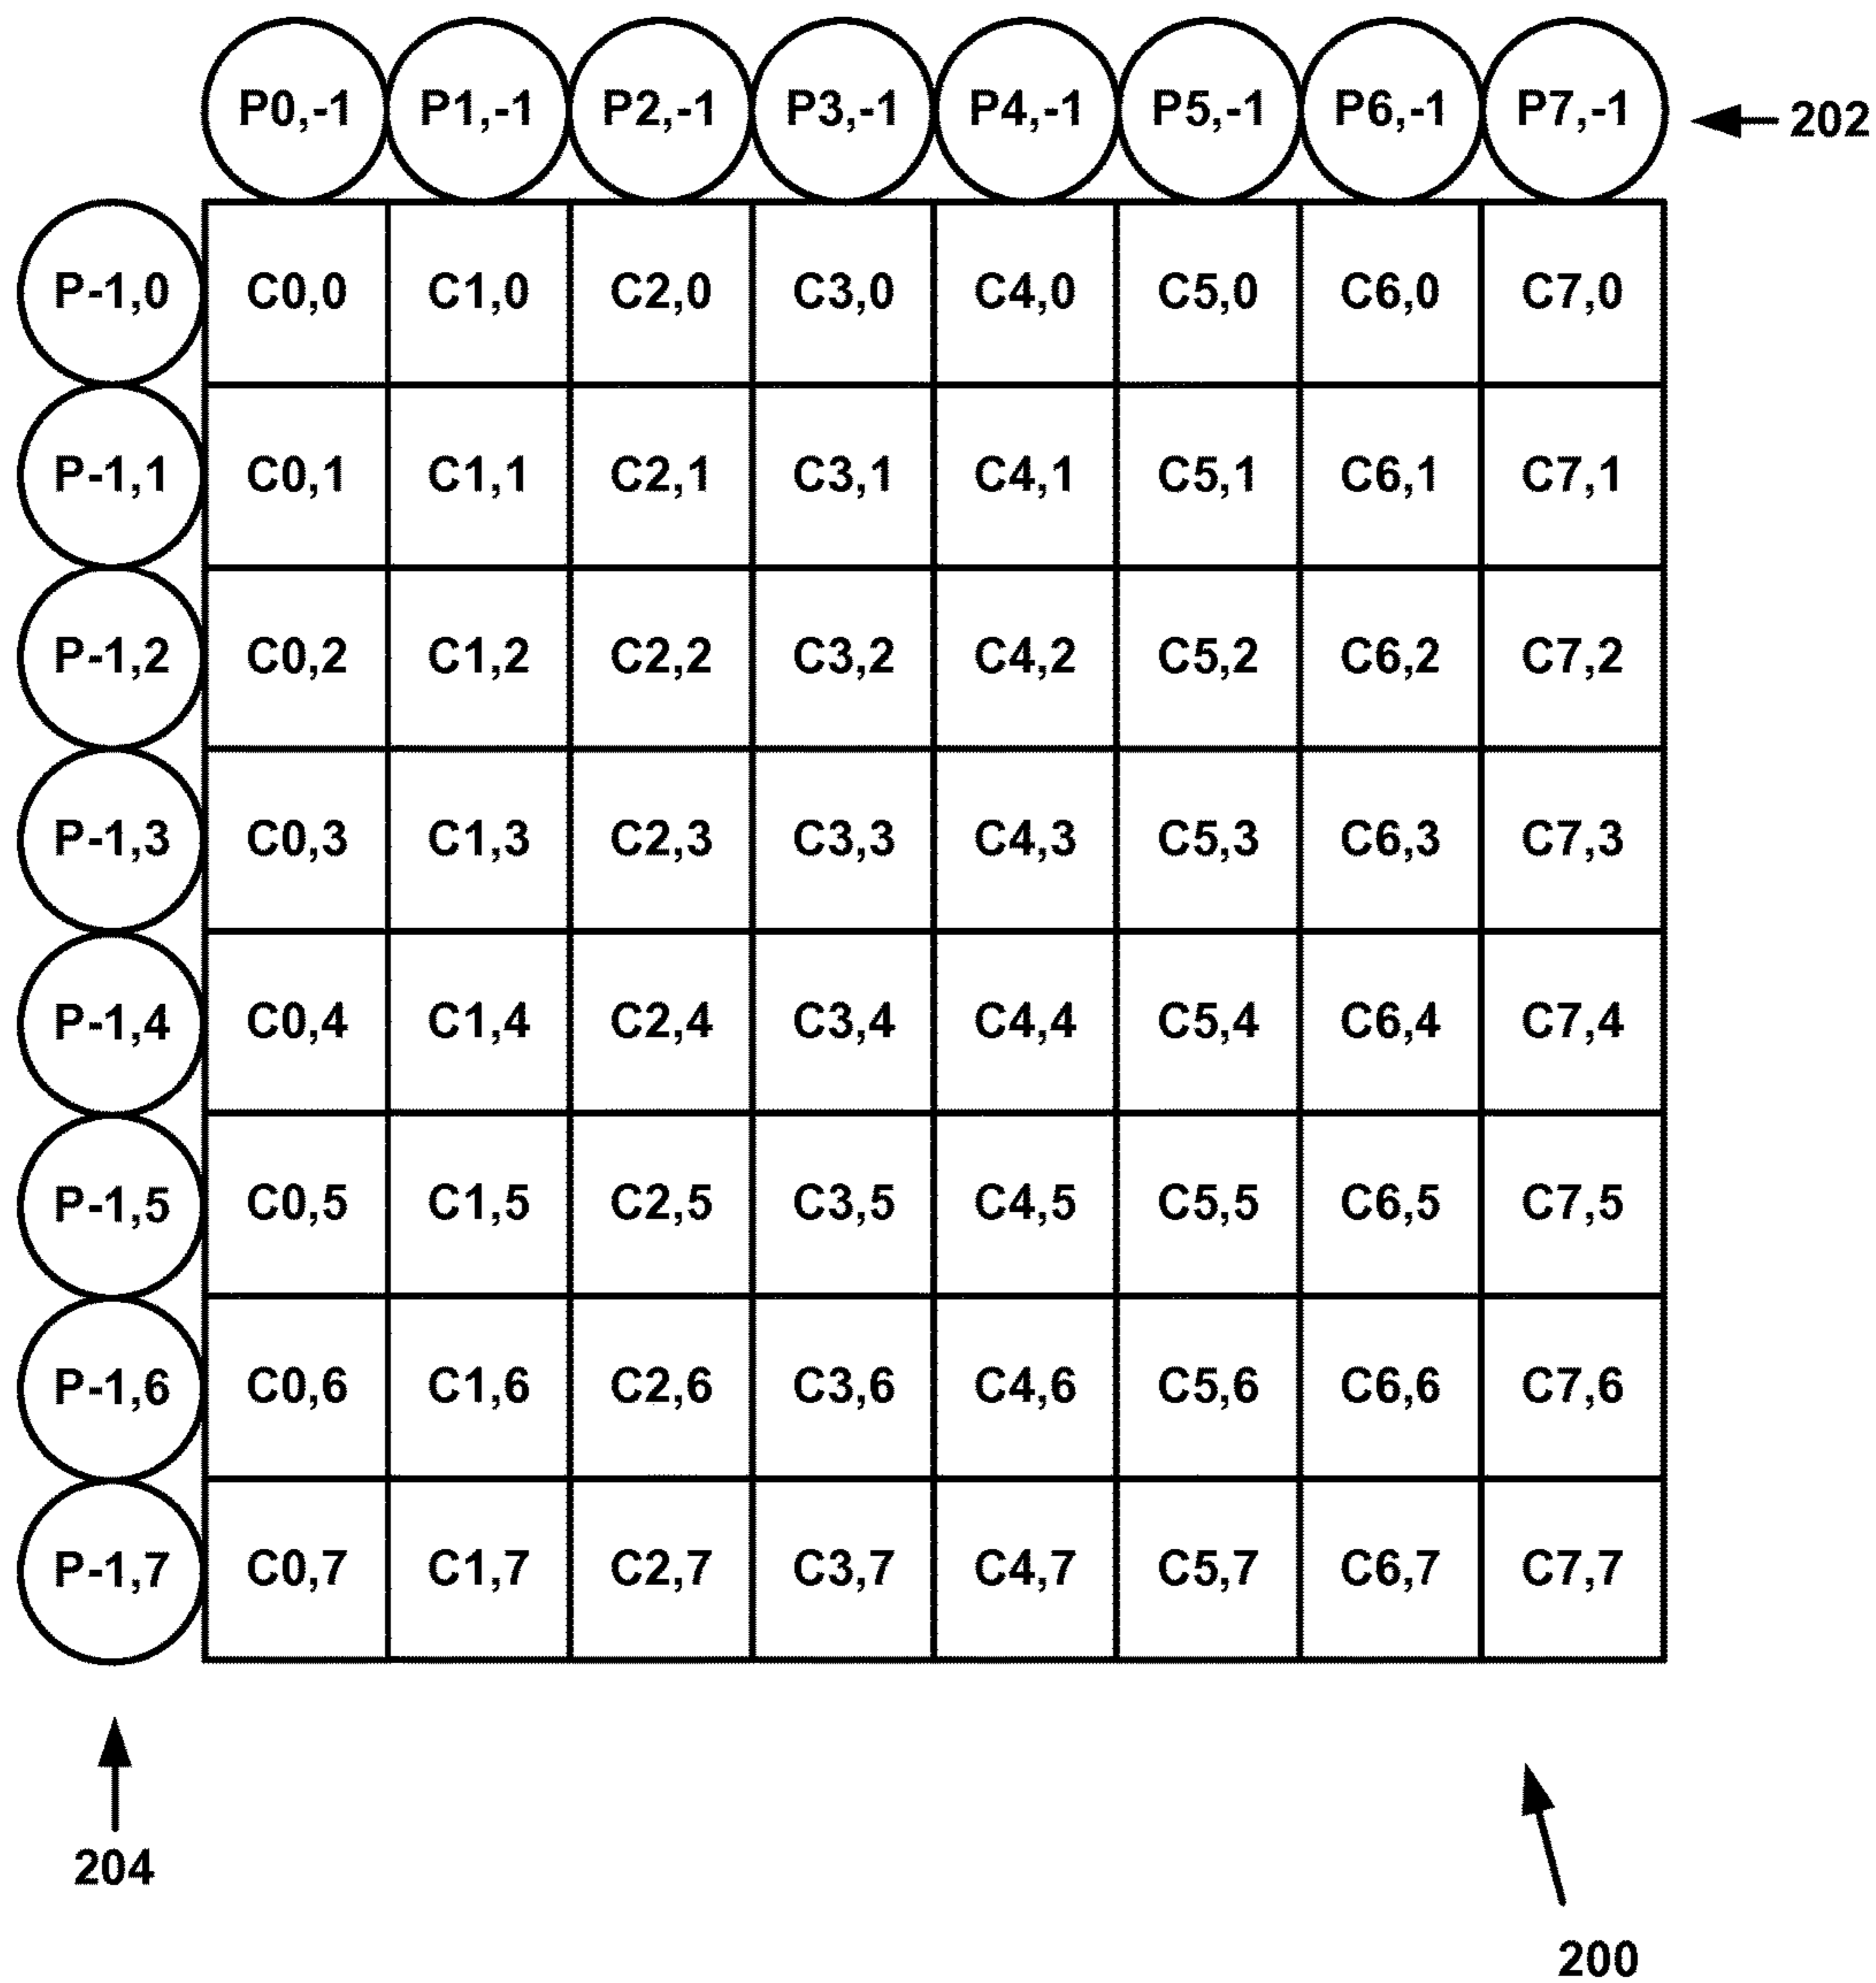 P0,-1 P1,-1 P2,-1 P3,-1 P4,-1 P5,-1 P6,-1 P7,-1 202
P-1,0 C0,0 C1,0 C2,0 C3,0 C4,0 C5,0 C6,0 C7,0
P-1,1 C0,1 C1,1 C2,1 C3,1 C4,1 C5,1 C6,1 C7,1
P-1,2 C0,2 C1,2 C2,2 C3,2 C4,2 C5,2 C6,2 C7,2
P-1,3 C0,3 C1,3 C2,3 C3,3 C4,3 C5,3 C6,3 C7,3
P-1,4 C0,4 C1,4 C2,4 C3,4 C4,4 C5,4 C6,4 C7,4
P-1,5 C0,5 C1,5 C2,5 C3,5 C4,5 C5,5 C6,5 C7,5
P-1,6 C0,6 C1,6 C2,6 C3,6 C4,6 C5,6 C6,6 C7,6
P-1,7 C0,7 C1,7 C2,7 C3,7 C4,7 C5,7 C6,7 C7,7
204
200